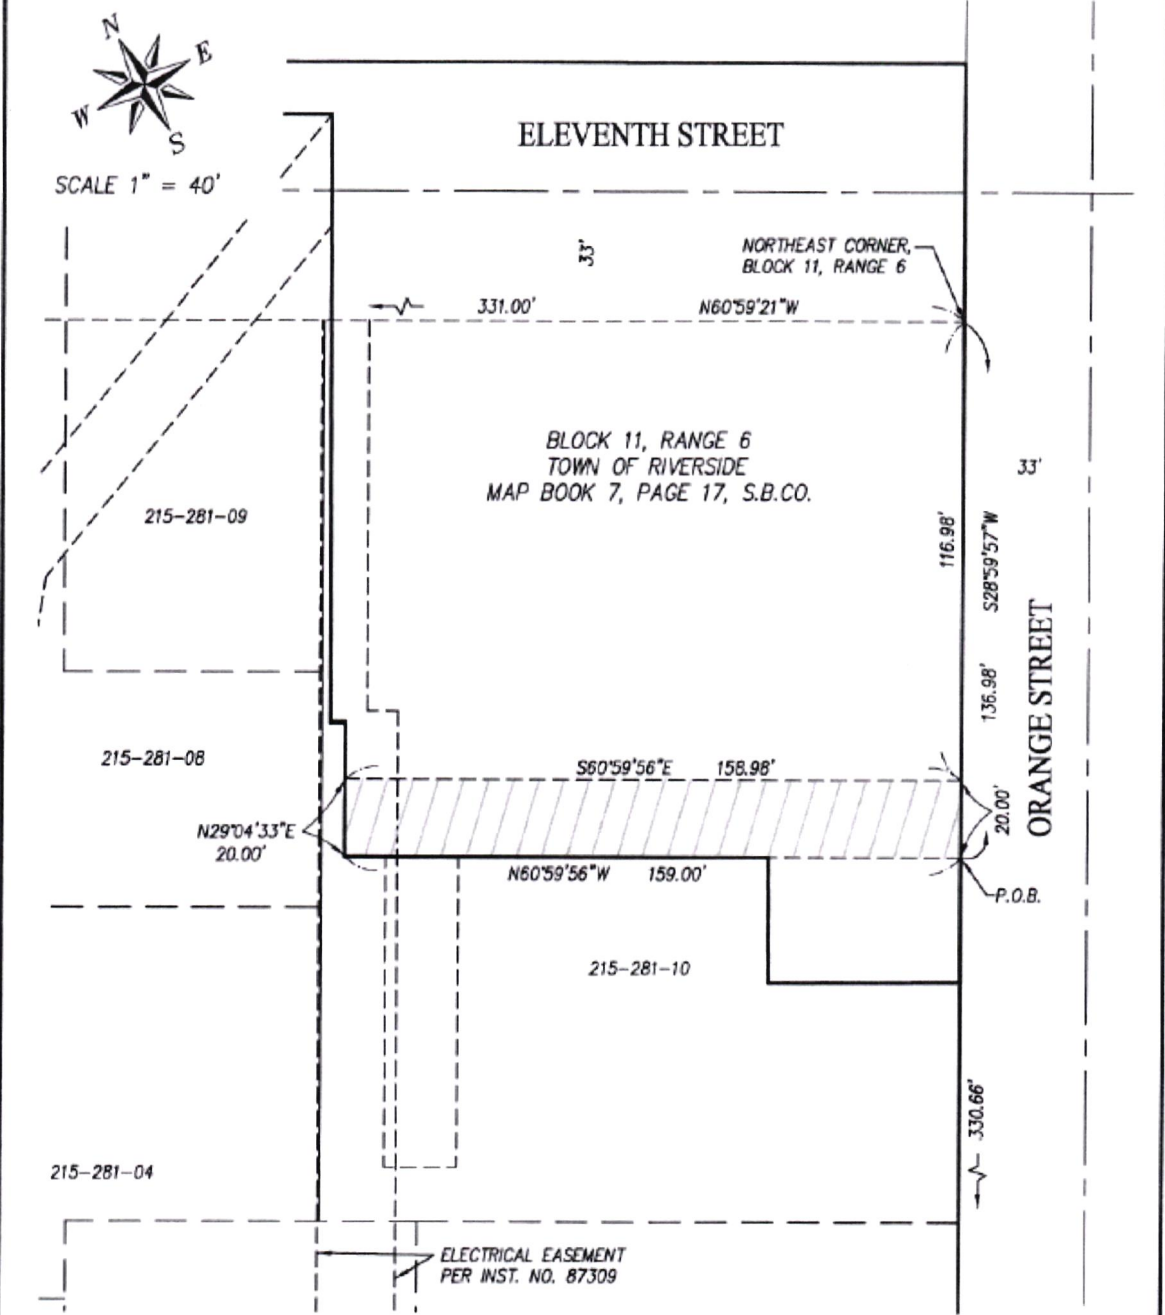 N
E
W
S
SCALE 1" = 40'
ELEVENTH STREET
33'
NORTHEAST CORNER,
BLOCK 11, RANGE 6
331.00'
N60°59'21"W
BLOCK 11, RANGE 6
TOWN OF RIVERSIDE
MAP BOOK 7, PAGE 17, S.B.CO.
33'
215-281-09
116.98'
S28°59'57"W
136.98'
ORANGE STREET
215-281-08
S60°59'56"E 158.98'
N29°04'33"E
20.00'
20.00'
N60°59'56"W 159.00'
P.O.B.
215-281-10
330.66'
215-281-04
ELECTRICAL EASEMENT
PER INST. NO. 87309